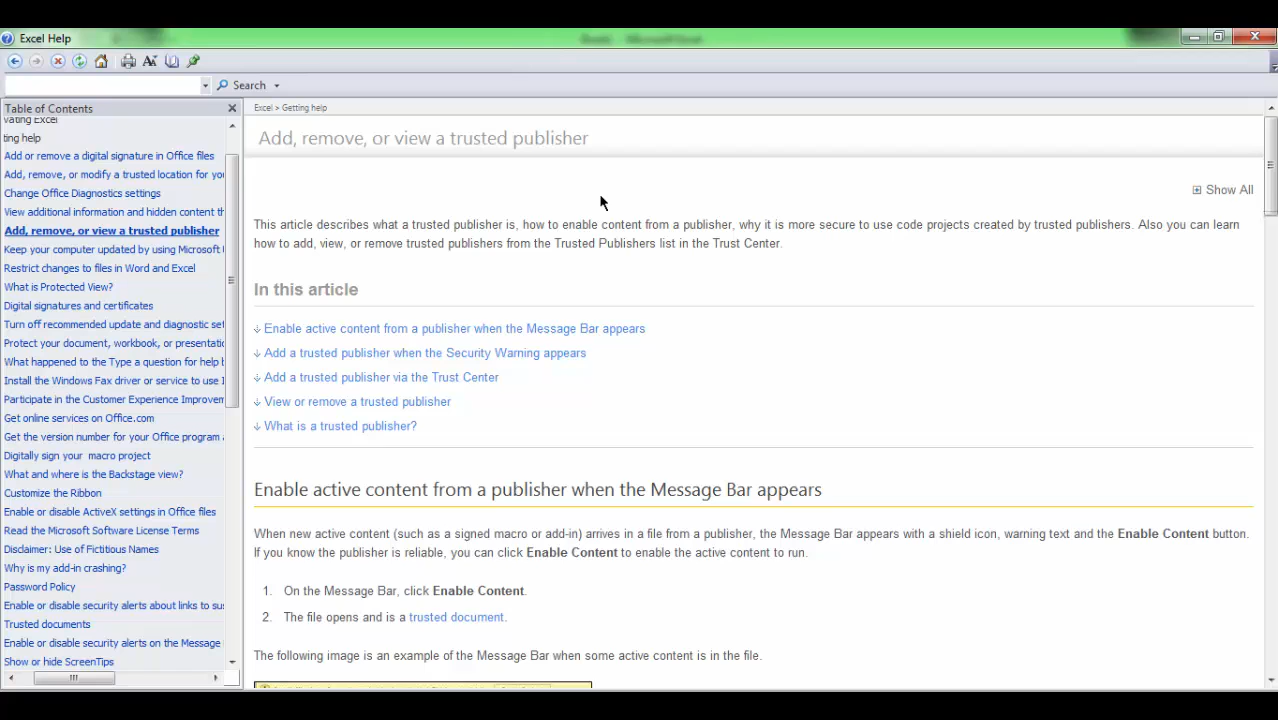 Excel Help
Search
Table of Contents
vating Excel
ting help
Add or remove a digital signature in Office files
Add, remove, or modify a trusted location for you
Change Office Diagnostics settings
View additional information and hidden content th
Add, remove, or view a trusted publisher
Keep your computer updated by using Microsoft
Restrict changes to files in Word and Excel
What is Protected View?
Digital signatures and certificates
Turn off recommended update and diagnostic set
Protect your document, workbook, or presentatio
What happened to the Type a question for help b
Install the Windows Fax driver or service to use I
Participate in the Customer Experience Improvem
Get online services on Office.com
Get the version number for your Office program a
Digitally sign your macro project
What and where is the Backstage view?
Customize the Ribbon
Enable or disable ActiveX settings in Office files
Read the Microsoft Software License Terms
Disclaimer: Use of Fictitious Names
Why is my add-in crashing?
Password Policy
Enable or disable security alerts about links to sus
Trusted documents
Enable or disable security alerts on the Message
Show or hide ScreenTips
Excel > Getting help
Add, remove, or view a trusted publisher
Show All
This article describes what a trusted publisher is, how to enable content from a publisher, why it is more secure to use code projects created by trusted publishers. Also you can learn
how to add, view, or remove trusted publishers from the Trusted Publishers list in the Trust Center.
In this article
Enable active content from a publisher when the Message Bar appears
Add a trusted publisher when the Security Warning appears
Add a trusted publisher via the Trust Center
View or remove a trusted publisher
What is a trusted publisher?
Enable active content from a publisher when the Message Bar appears
When new active content (such as a signed macro or add-in) arrives in a file from a publisher, the Message Bar appears with a shield icon, warning text and the Enable Content button.
If you know the publisher is reliable, you can click Enable Content to enable the active content to run.
1. On the Message Bar, click Enable Content.
2. The file opens and is a trusted document.
The following image is an example of the Message Bar when some active content is in the file.